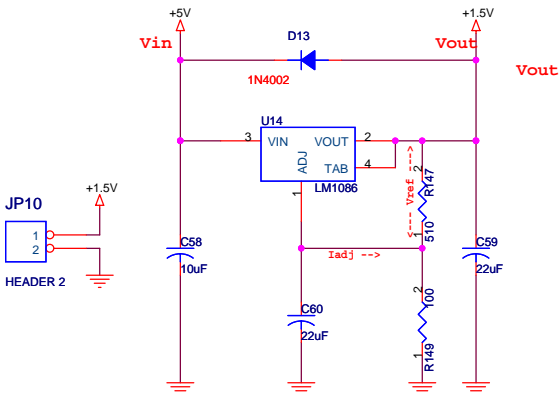 +5V
+1.5V
Vin
D13
Vout
Vout
1N4002
U14
3
VIN
VOUT
2
ADJ
TAB
4
1
LM1086
<--- Vref --->
2
R147
1
510
+1.5V
JP10
1
2
HEADER 2
C58
10uF
Iadj -->
C59
22uF
C60
22uF
2
100
1
R149